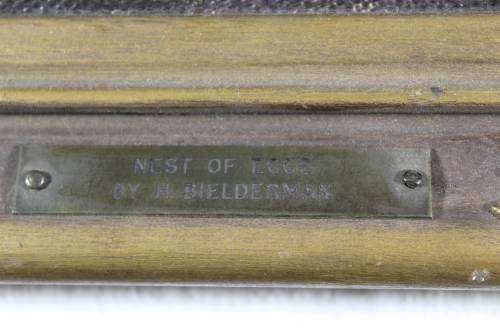 NEST OF EGGS
BY H. BIELDERMAN